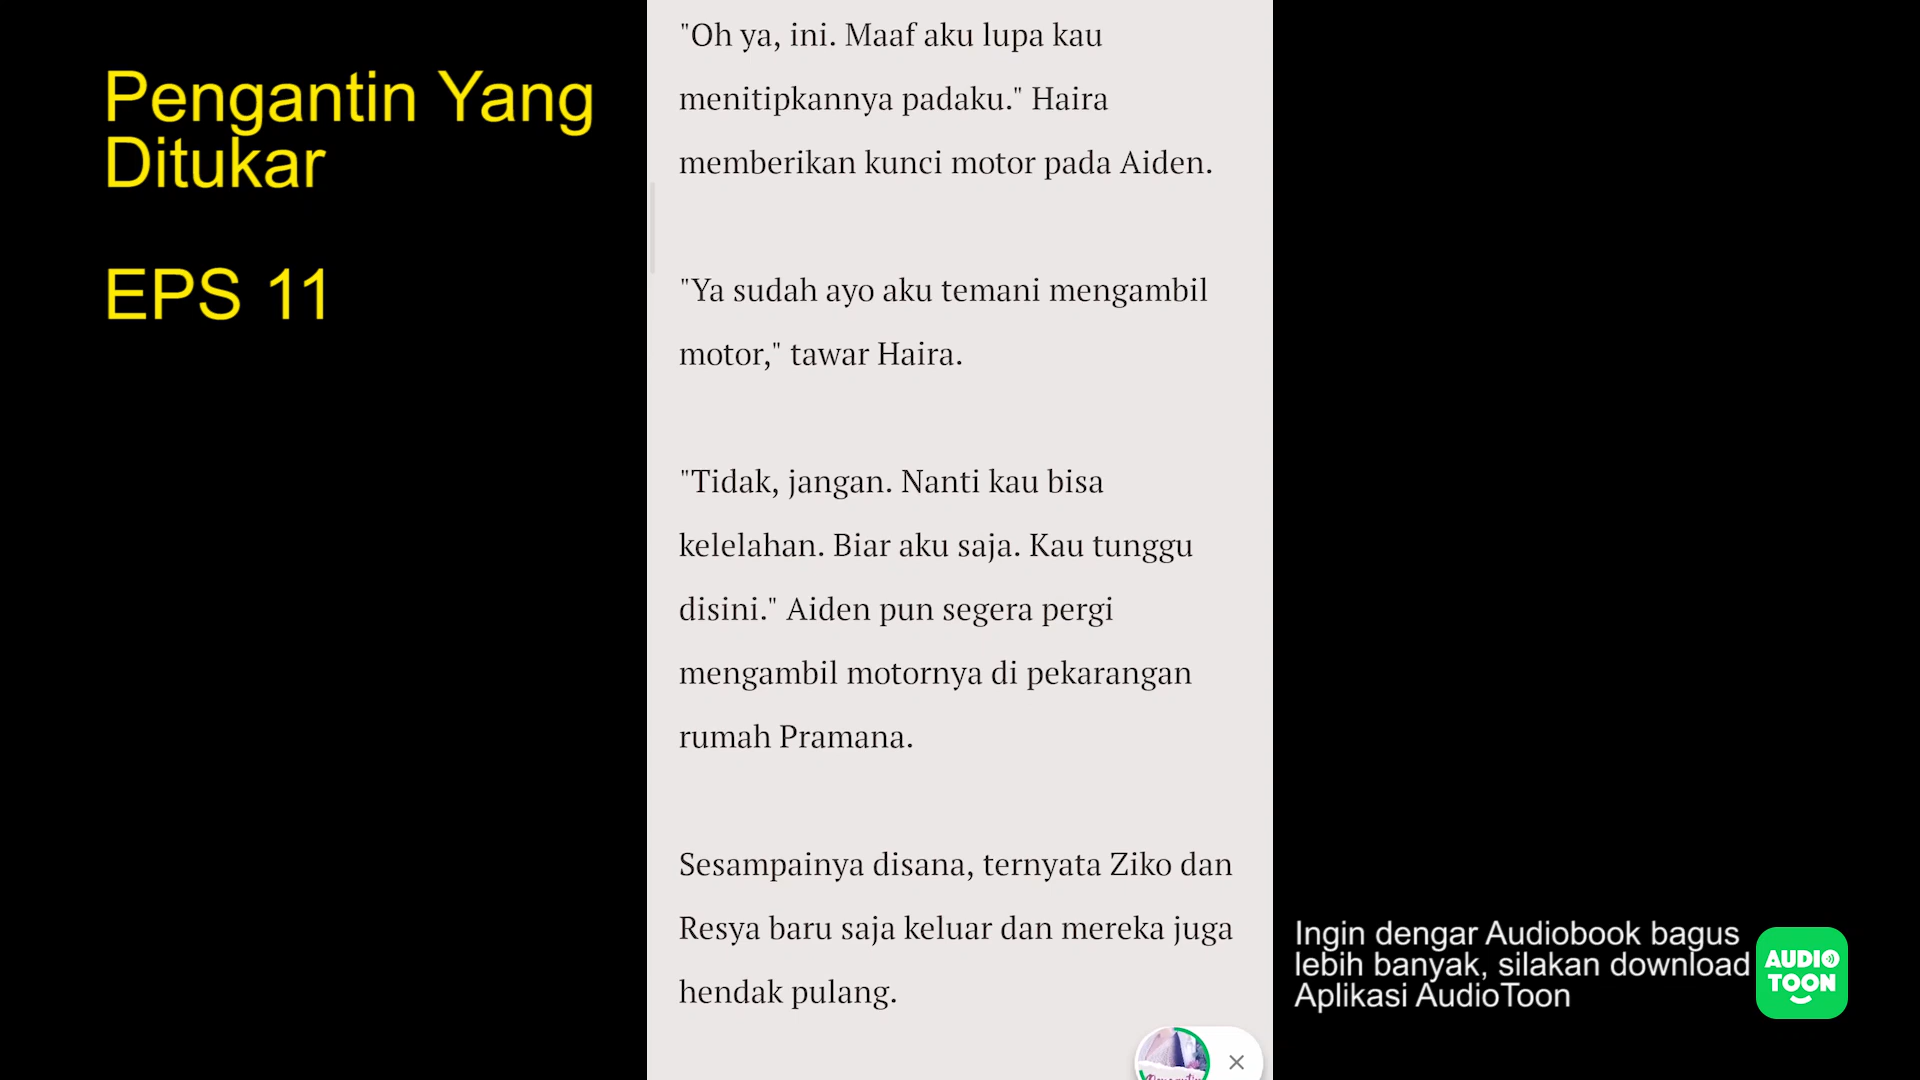 Pengantin Yang
Ditukar
EPS 11
"Oh ya, ini. Maaf aku lupa kau
menitipkannya padaku." Haira
memberikan kunci motor pada Aiden.
"Ya sudah ayo aku temani mengambil
motor," tawar Haira.
"Tidak, jangan. Nanti kau bisa
kelelahan. Biar aku saja. Kau tunggu
disini." Aiden pun segera pergi
mengambil motornya di pekarangan
rumah Pramana.
Sesampainya disana, ternyata Ziko dan
Resya baru saja keluar dan mereka juga
hendak pulang.
Ingin dengar Audiobook bagus
lebih banyak, silakan download
Aplikasi AudioToon
AUDIO
TOON